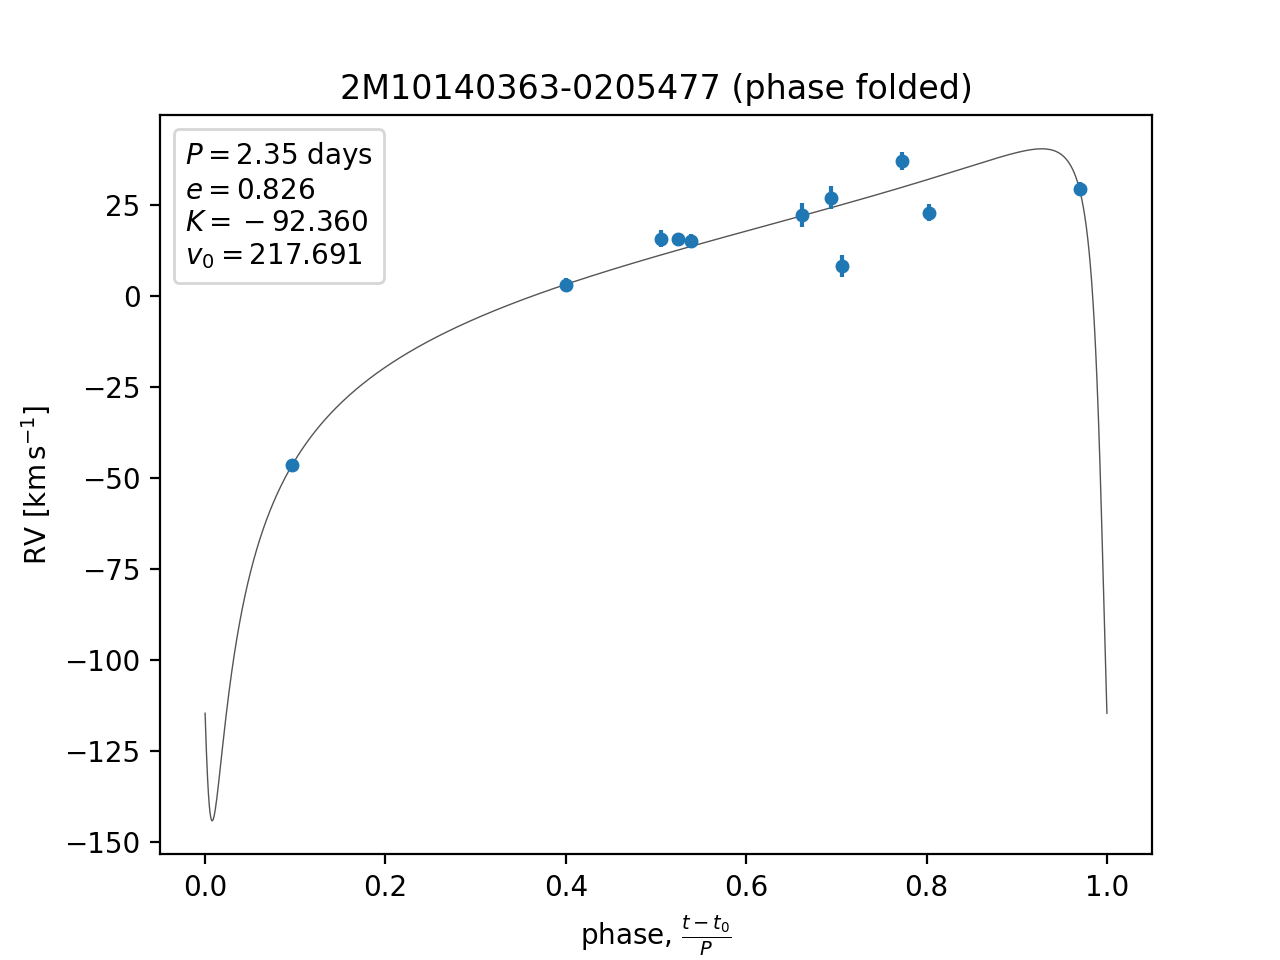 2M10140363-0205477 (phase folded)
P = 2.35 days
e = 0.826
K = −92.360
v₀ = 217.691
25
0
−25
−50
−75
−100
−125
−150
RV [km s⁻¹]
0.0 0.2 0.4 0.6 0.8 1.0
phase, (t − t₀)/P